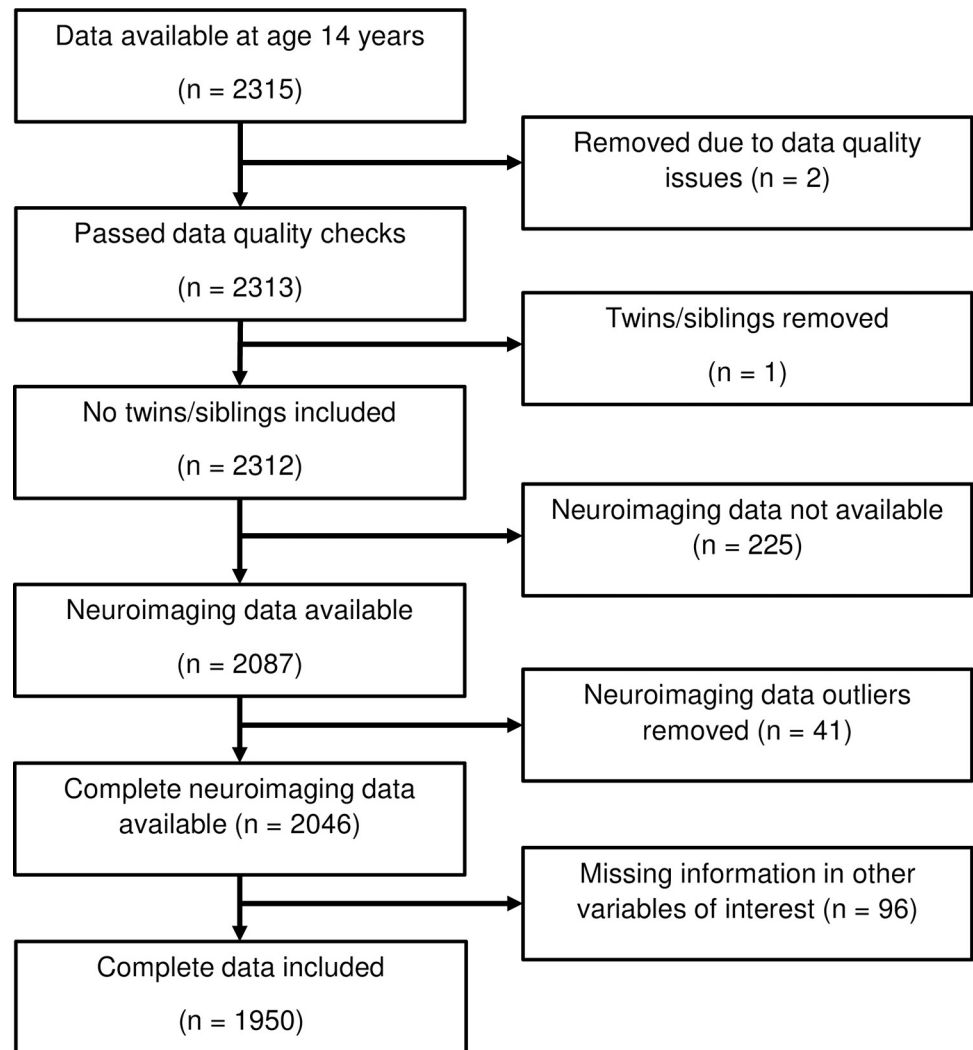 Data available at age 14 years
(n = 2315)
Removed due to data quality
issues (n = 2)
Passed data quality checks
(n = 2313)
Twins/siblings removed
(n = 1)
No twins/siblings included
(n = 2312)
Neuroimaging data not available
(n = 225)
Neuroimaging data available
(n = 2087)
Neuroimaging data outliers
removed (n = 41)
Complete neuroimaging data
available (n = 2046)
Missing information in other
variables of interest (n = 96)
Complete data included
(n = 1950)